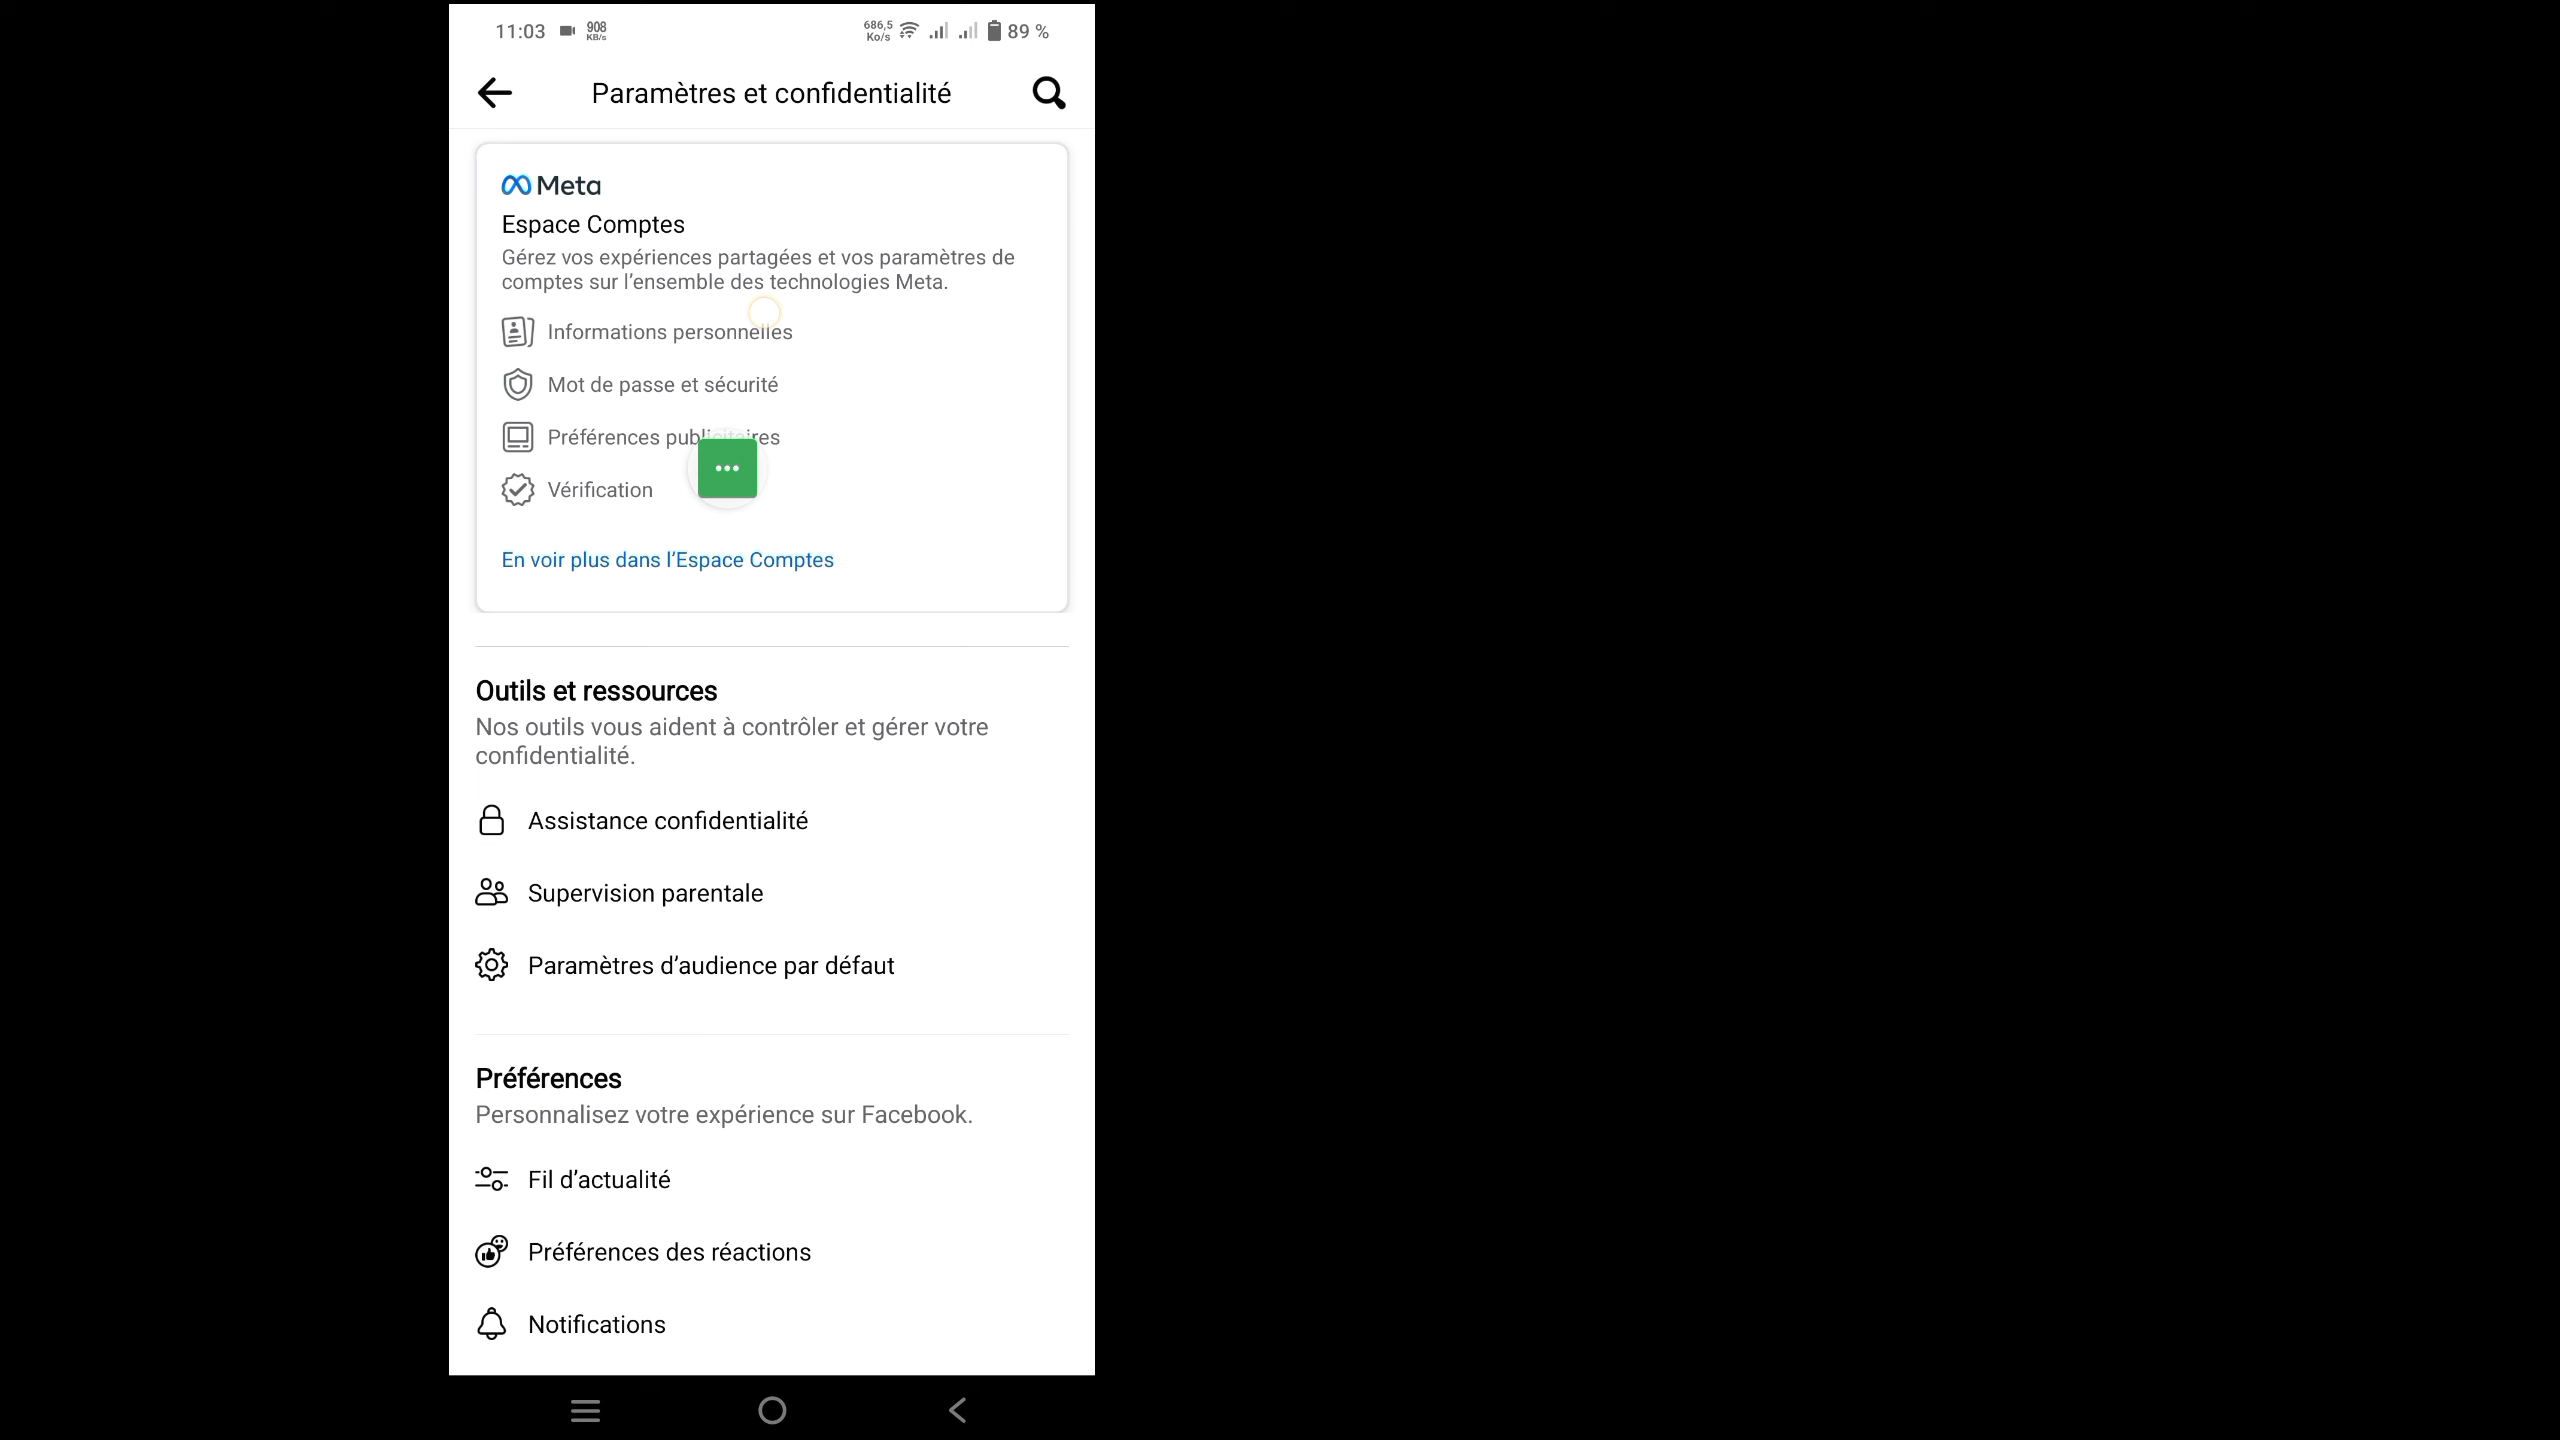 11:03
908
KB/s
686,5
Ko/s
89 %
Paramètres et confidentialité
Meta
Espace Comptes
Gérez vos expériences partagées et vos paramètres de
comptes sur l’ensemble des technologies Meta.
Informations personnelles
Mot de passe et sécurité
Préférences publicitaires
Vérification
En voir plus dans l’Espace Comptes
Outils et ressources
Nos outils vous aident à contrôler et gérer votre
confidentialité.
Assistance confidentialité
Supervision parentale
Paramètres d’audience par défaut
Préférences
Personnalisez votre expérience sur Facebook.
Fil d’actualité
Préférences des réactions
Notifications